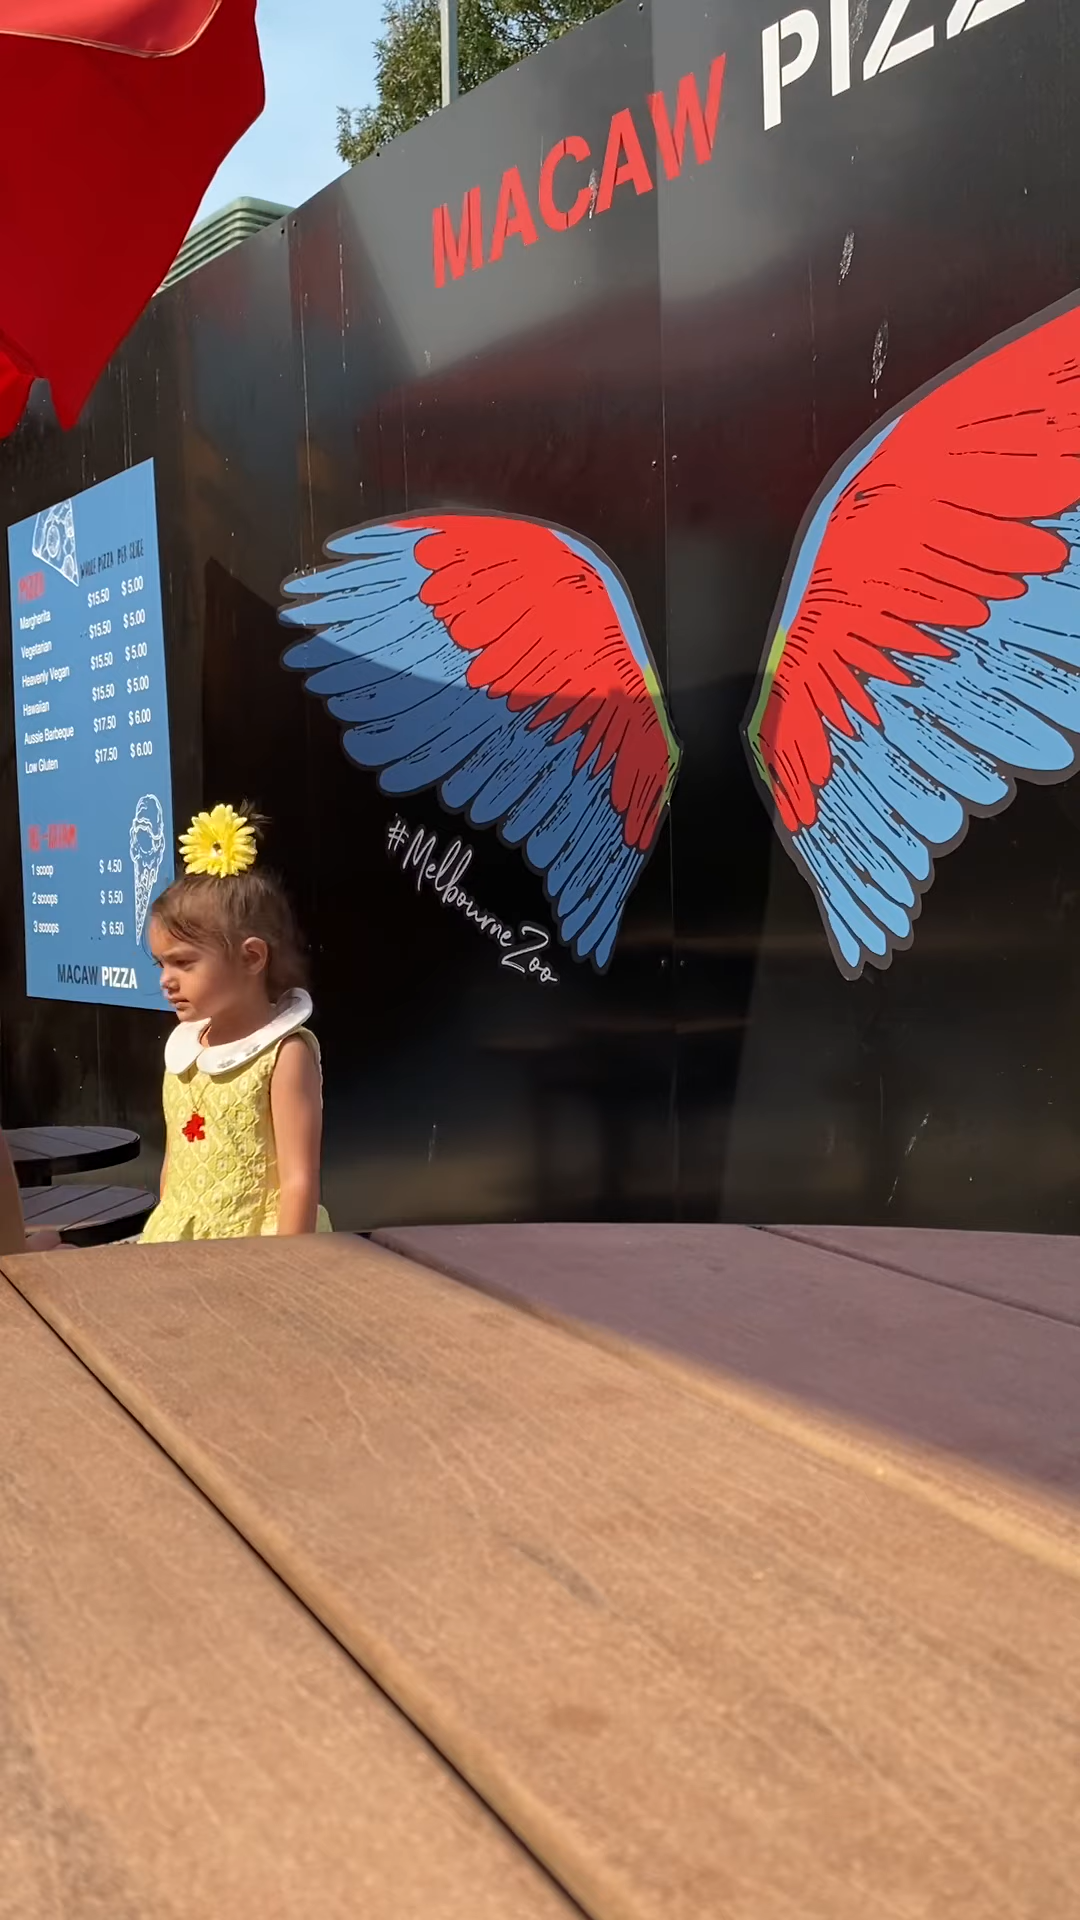 MACAW PIZZ
WHOLE PIZZA PER SLICE
PIZZA
Margherita $15.50 $5.00
Vegetarian $15.50 $5.00
Heavenly Vegan $15.50 $5.00
Hawaiian $15.50 $5.00
Aussie Barbeque $17.50 $6.00
Low Gluten $17.50 $6.00
1 scoop $4.50
2 scoops $5.50
3 scoops $6.50
MACAW PIZZA
#MelbourneZoo